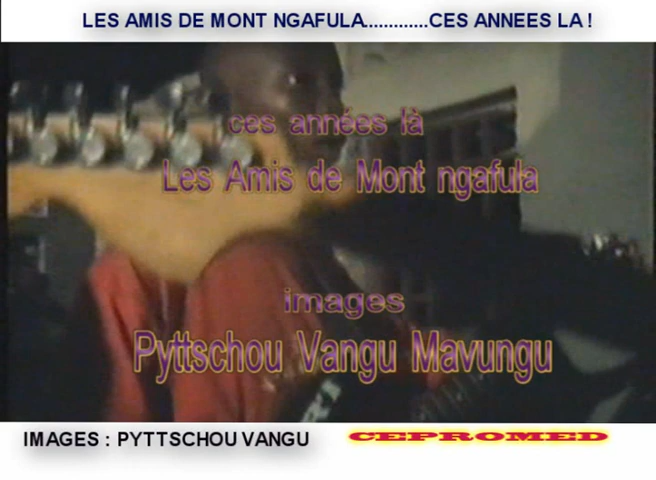 LES AMIS DE MONT NGAFULA............CES ANNEES LA !
ces années là
Les Amis de Mont ngafula
images
Pyttschou Vangu Mavungu
IMAGES : PYTTSCHOU VANGU CEPROMED